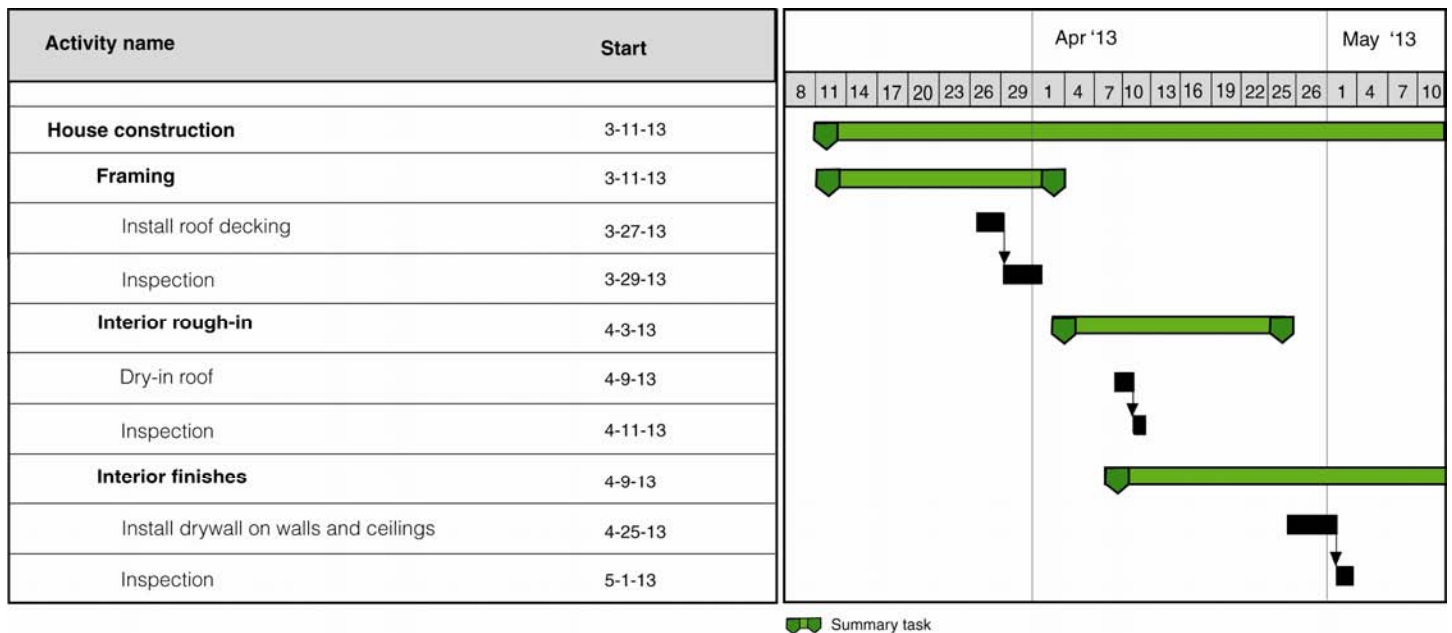 Activity name Start
Apr ‘13 May ‘13
8 11 14 17 20 23 26 29 1 4 7 10 13 16 19 22 25 26 1 4 7 10
House construction 3-11-13
Framing 3-11-13
Install roof decking 3-27-13
Inspection 3-29-13
Interior rough-in 4-3-13
Dry-in roof 4-9-13
Inspection 4-11-13
Interior finishes 4-9-13
Install drywall on walls and ceilings 4-25-13
Inspection 5-1-13
Summary task